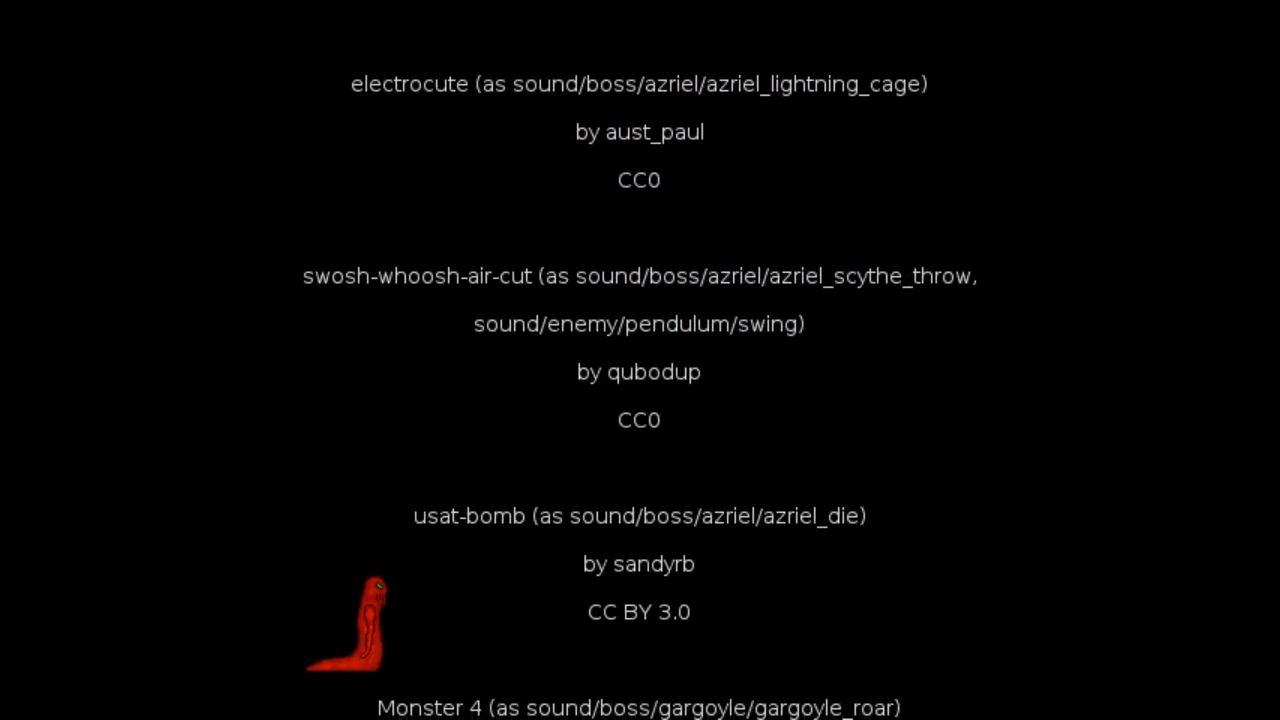 electrocute (as sound/boss/azriel/azriel_lightning_cage)
by aust_paul
CC0
swosh-whoosh-air-cut (as sound/boss/azriel/azriel_scythe_throw,
sound/enemy/pendulum/swing)
by qubodup
CC0
usat-bomb (as sound/boss/azriel/azriel_die)
by sandyrb
CC BY 3.0
Monster 4 (as sound/boss/gargoyle/gargoyle_roar)